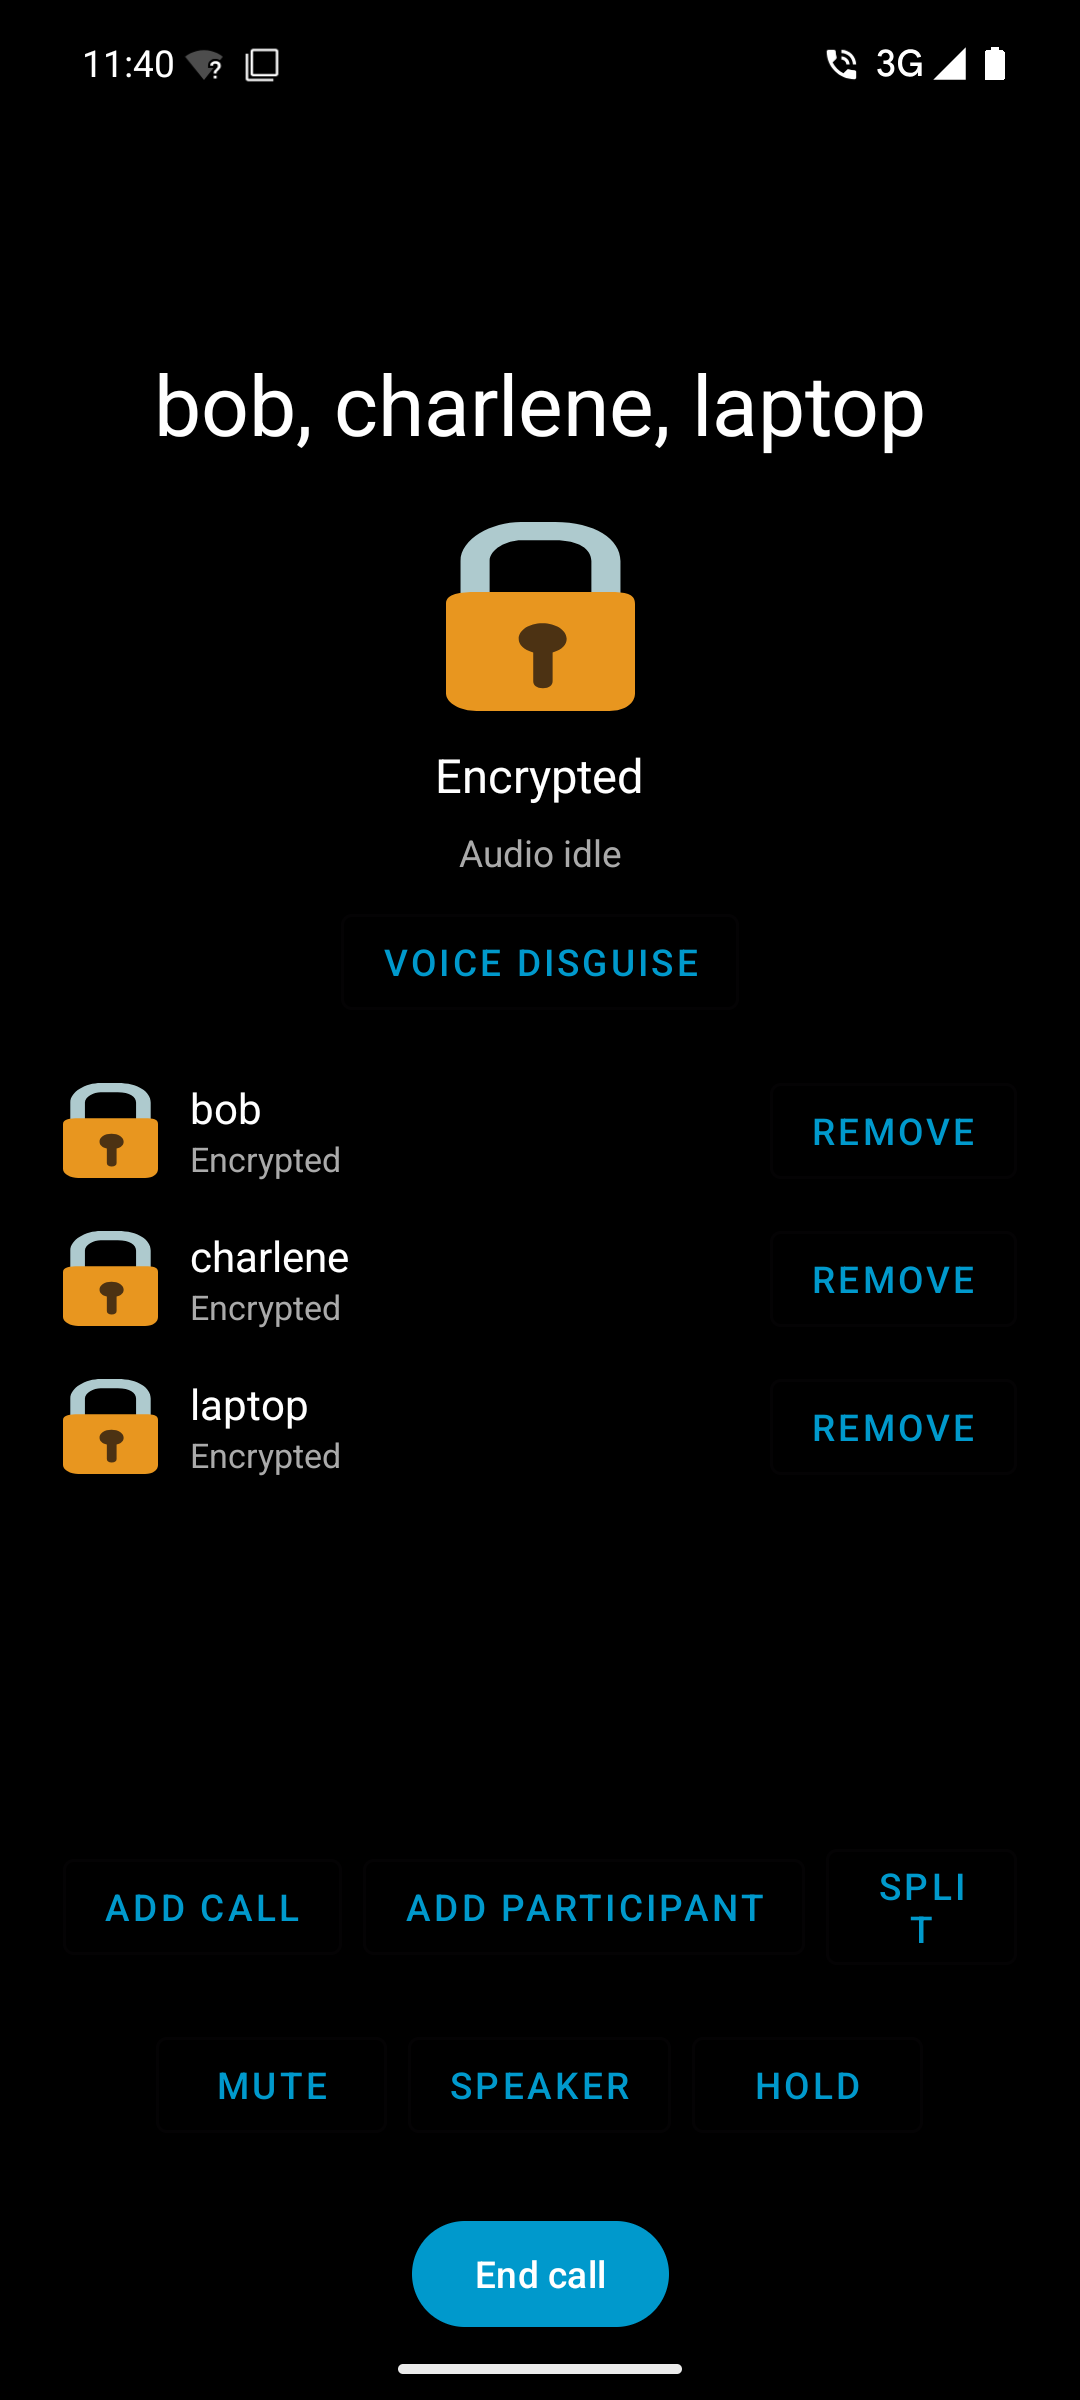 11:40
3G
bob, charlene, laptop
Encrypted
Audio idle
VOICE DISGUISE
bob
Encrypted
REMOVE
charlene
Encrypted
REMOVE
laptop
Encrypted
REMOVE
ADD CALL
ADD PARTICIPANT
SPLI
T
MUTE
SPEAKER
HOLD
End call